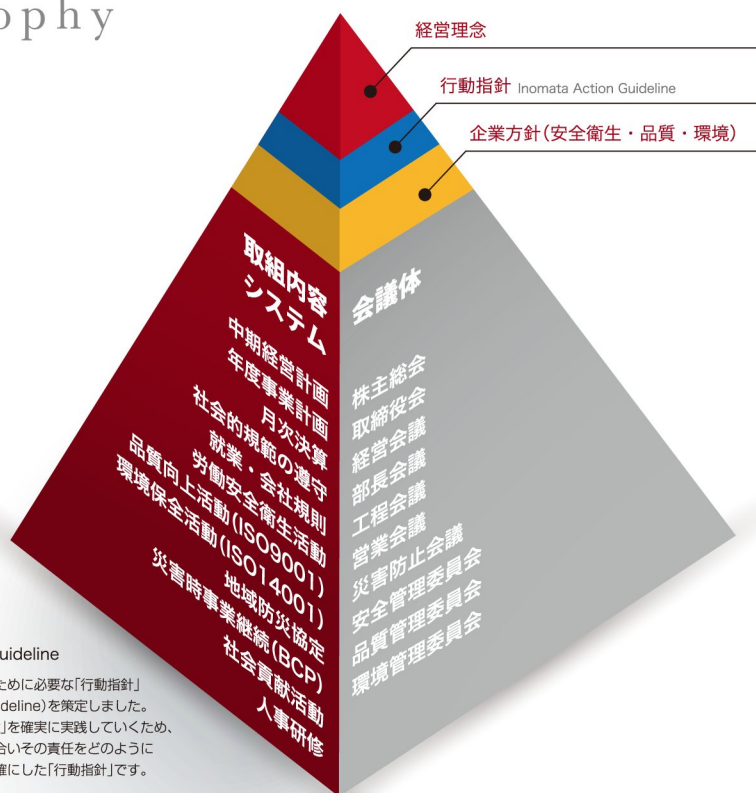 ophy
経営理念
行動指針 Inomata Action Guideline
企業方針(安全衛生・品質・環境)
取組内容
システム
中期経営計画
年度事業計画
月次決算
社会的規範の遵守
就業・会社規則
労働安全衛生活動
品質向上活動(ISO9001)
環境保全活動(ISO14001)
地域防災協定
災害時事業継続(BCP)
社会貢献活動
人事研修
会議体
株主総会
取締役会
経営会議
部長会議
工程会議
営業会議
災害防止会議
安全管理委員会
品質管理委員会
環境管理委員会
uideline
ために必要な「行動指針」
deline)を策定しました。
」を確実に実践していくため、
合いその責任をどのように
確にした「行動指針」です。